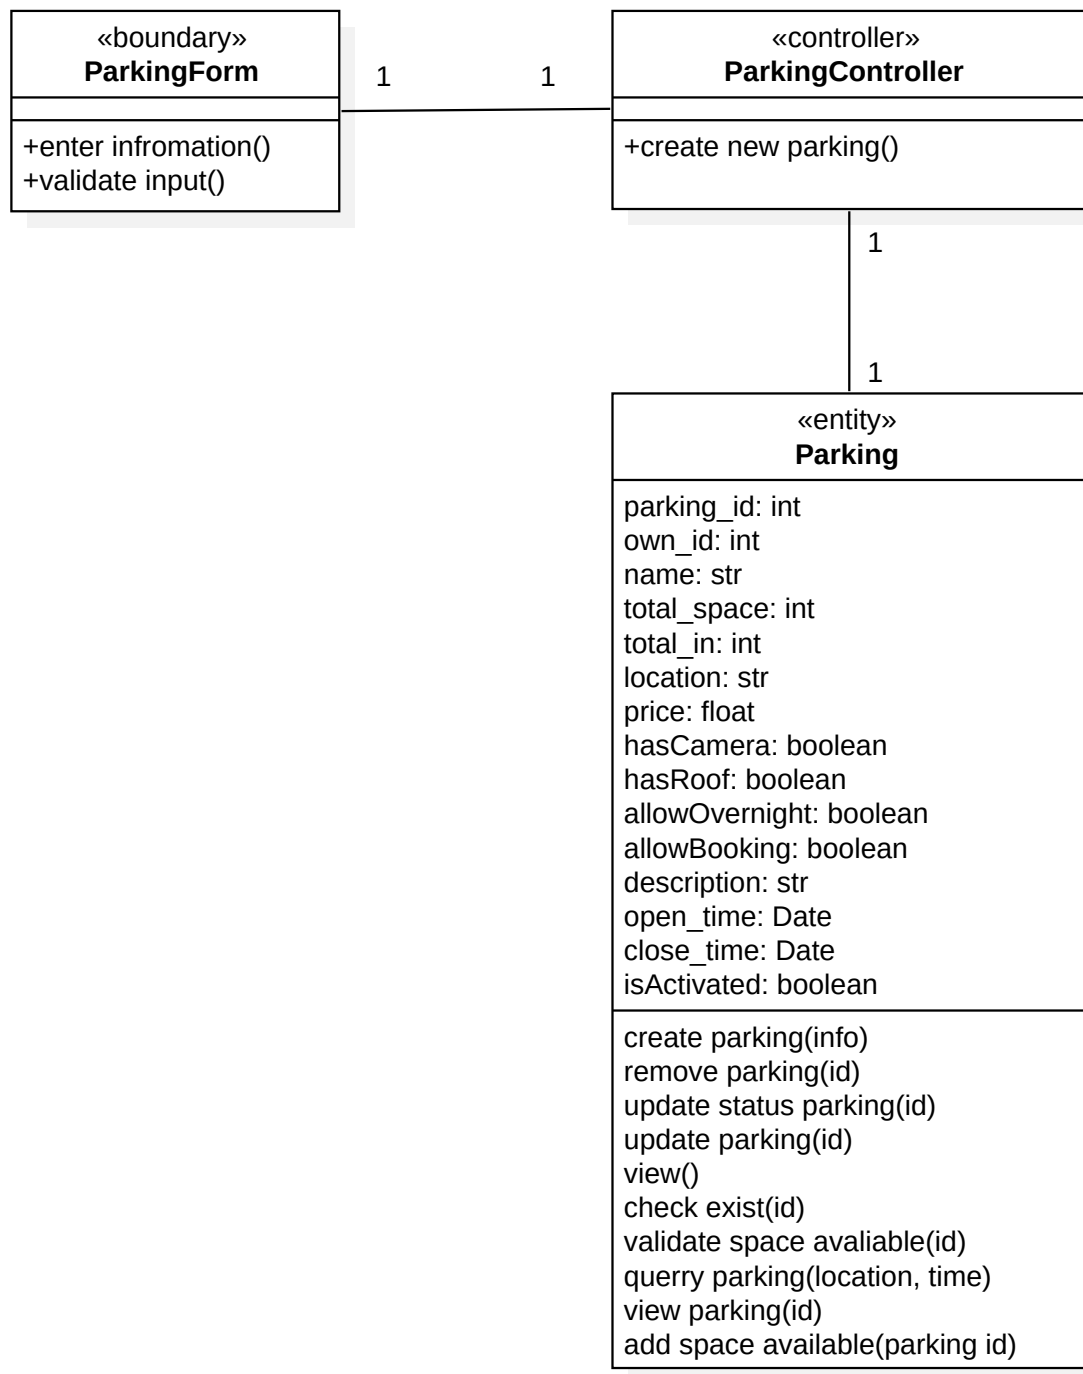 «boundary»
ParkingForm
+enter infromation()
+validate input()
1
1
«controller»
ParkingController
+create new parking()
1
1
«entity»
Parking
parking_id: int
own_id: int
name: str
total_space: int
total_in: int
location: str
price: float
hasCamera: boolean
hasRoof: boolean
allowOvernight: boolean
allowBooking: boolean
description: str
open_time: Date
close_time: Date
isActivated: boolean
create parking(info)
remove parking(id)
update status parking(id)
update parking(id)
view()
check exist(id)
validate space avaliable(id)
querry parking(location, time)
view parking(id)
add space available(parking id)